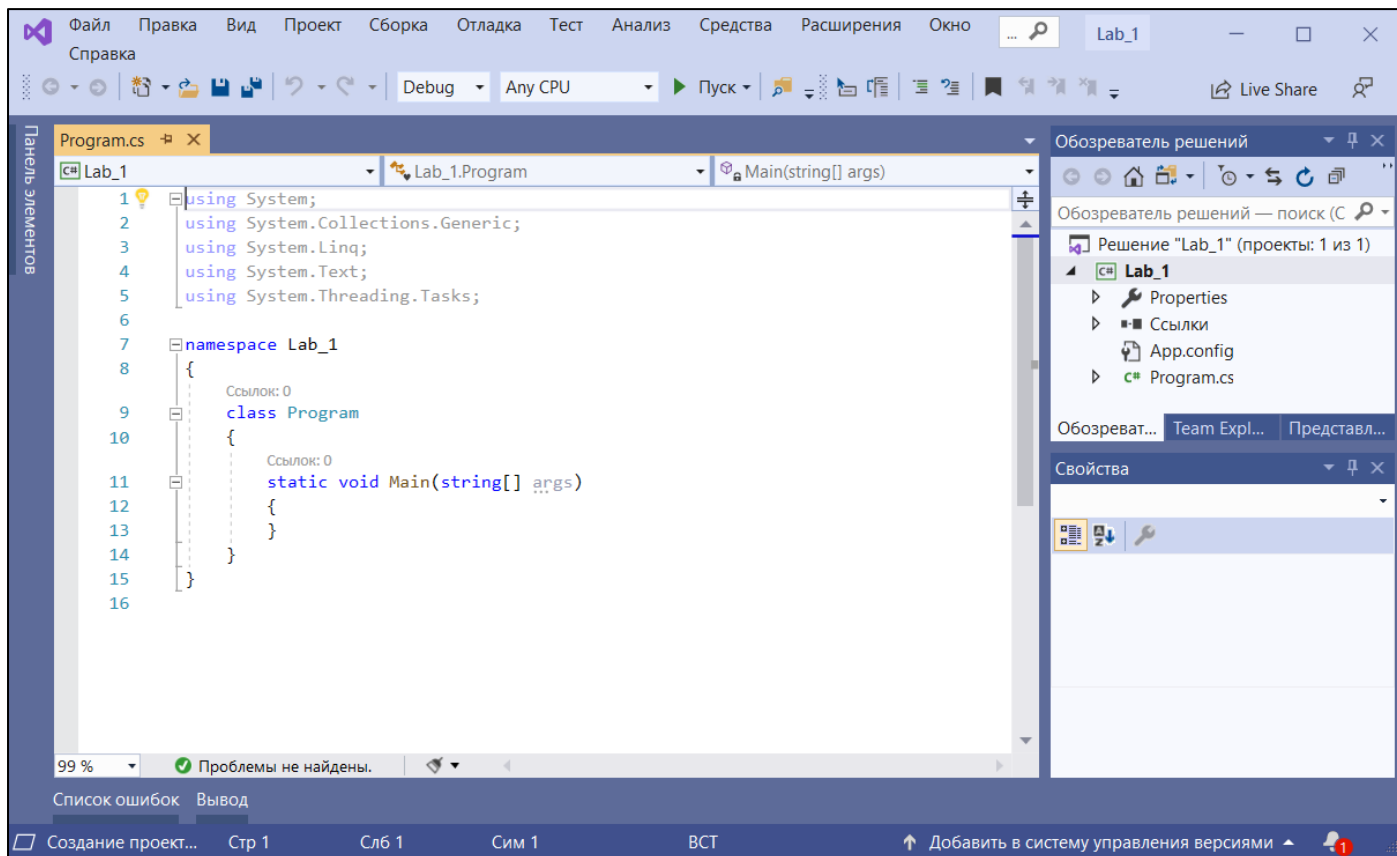 Файл Правка Вид Проект Сборка Отладка Тест Анализ Средства Расширения Окно ... Lab_1
Справка
Debug Any CPU Пуск Live Share
Панель элементов
Program.cs
Lab_1 Lab_1.Program Main(string[] args)
1 using System;
2 using System.Collections.Generic;
3 using System.Linq;
4 using System.Text;
5 using System.Threading.Tasks;
6
7 namespace Lab_1
8 {
Ссылок: 0
9 class Program
10 {
Ссылок: 0
11 static void Main(string[] args)
12 {
13 }
14 }
15 }
16
99 % Проблемы не найдены.
Обозреватель решений
Обозреватель решений — поиск (С
Решение "Lab_1" (проекты: 1 из 1)
C# Lab_1
Properties
Ссылки
App.config
C# Program.cs
Обозреват... Team Expl... Представл...
Свойства
Список ошибок Вывод
Создание проект... Стр 1 Слб 1 Сим 1 ВСТ Добавить в систему управления версиями 1